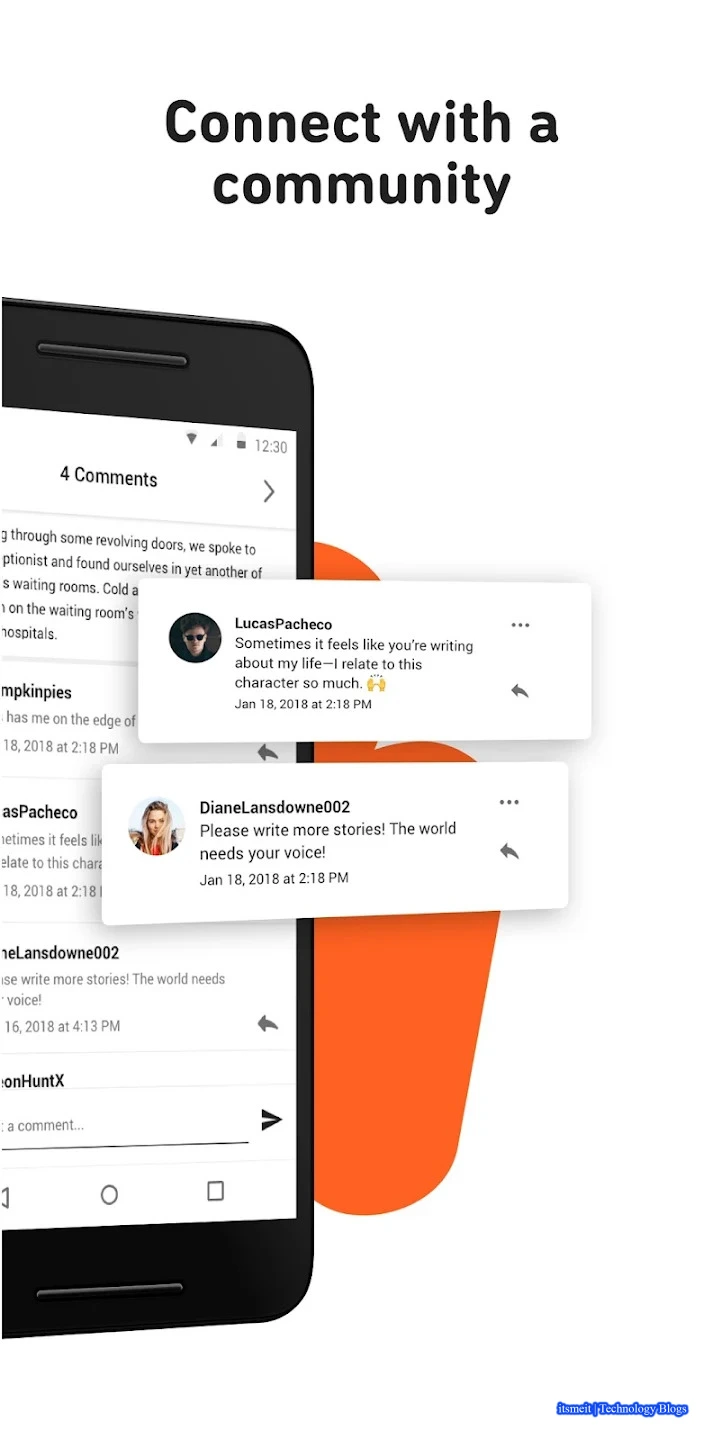 Connect with a
community
12:30
4 Comments
g through some revolving doors, we spoke to
ptionist and found ourselves in yet another of
s waiting rooms. Cold a
n on the waiting room's
hospitals.
LucasPacheco
Sometimes it feels like you're writing
about my life—I relate to this
character so much. 🙌
Jan 18, 2018 at 2:18 PM
mpkinpies
has me on the edge of
18, 2018 at 2:18 PM
DianeLansdowne002
Please write more stories! The world
needs your voice!
Jan 18, 2018 at 2:18 PM
asPacheco
netimes it feels lik
elate to this chara
18, 2018 at 2:18
neLansdowne002
se write more stories! The world needs
voice!
16, 2018 at 4:13 PM
onHuntX
a comment...
itsmeit | Technology Blogs